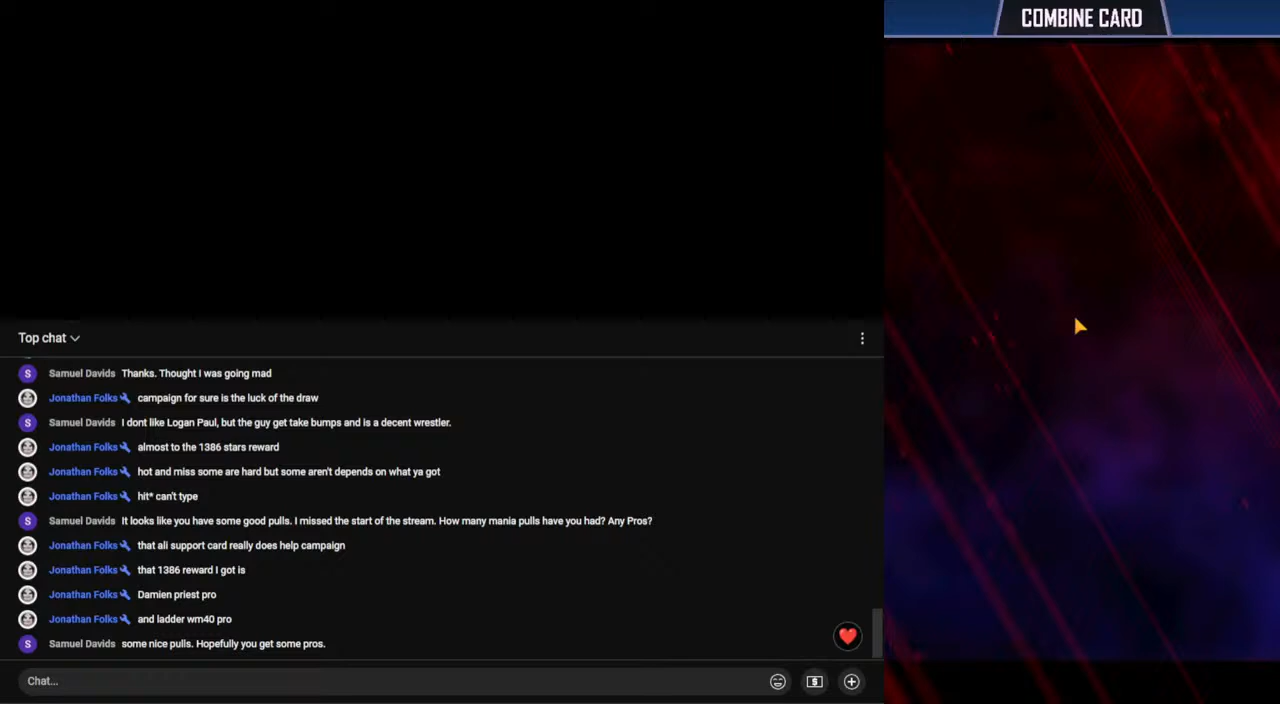 COMBINE CARD
Top chat
S Samuel Davids Thanks. Thought I was going mad
Jonathan Folks campaign for sure is the luck of the draw
S Samuel Davids I dont like Logan Paul, but the guy get take bumps and is a decent wrestler.
Jonathan Folks almost to the 1386 stars reward
Jonathan Folks hot and miss some are hard but some aren't depends on what ya got
Jonathan Folks hit* can't type
S Samuel Davids It looks like you have some good pulls. I missed the start of the stream. How many mania pulls have you had? Any Pros?
Jonathan Folks that ali support card really does help campaign
Jonathan Folks that 1386 reward I got is
Jonathan Folks Damien priest pro
Jonathan Folks and ladder wm40 pro
S Samuel Davids some nice pulls. Hopefully you get some pros.
Chat...